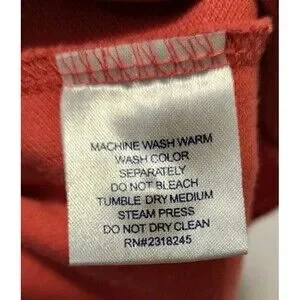 MACHINE WASH WARM
WASH COLOR
SEPARATELY
DO NOT BLEACH
TUMBLE DRY MEDIUM
STEAM PRESS
DO NOT DRY CLEAN
RN#2318245